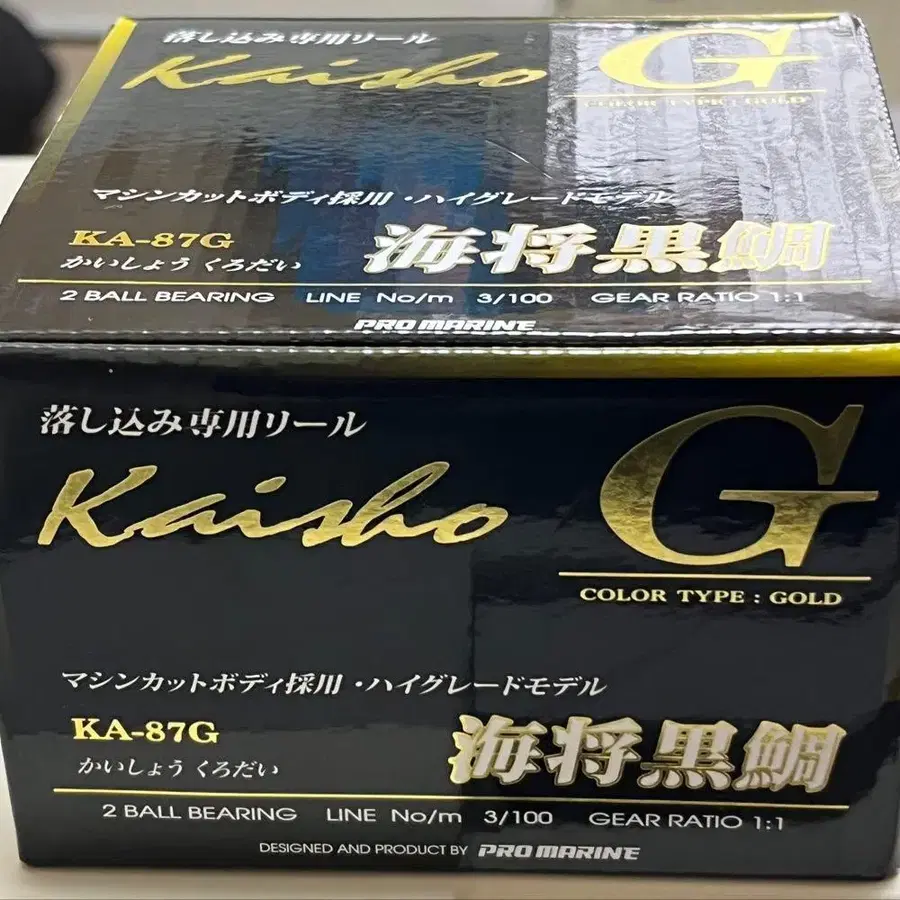 落し込み専用リール
Kaisho G
COLOR TYPE : GOLD
マシンカットボディ採用・ハイグレードモデル
KA-87G
かいしょう くろだい
海将黒鯛
2 BALL BEARING LINE No/m 3/100 GEAR RATIO 1:1
PRO MARINE
落し込み専用リール
Kaisho G
COLOR TYPE : GOLD
マシンカットボディ採用・ハイグレードモデル
KA-87G
かいしょう くろだい
海将黒鯛
2 BALL BEARING LINE No/m 3/100 GEAR RATIO 1:1
DESIGNED AND PRODUCT BY PRO MARINE